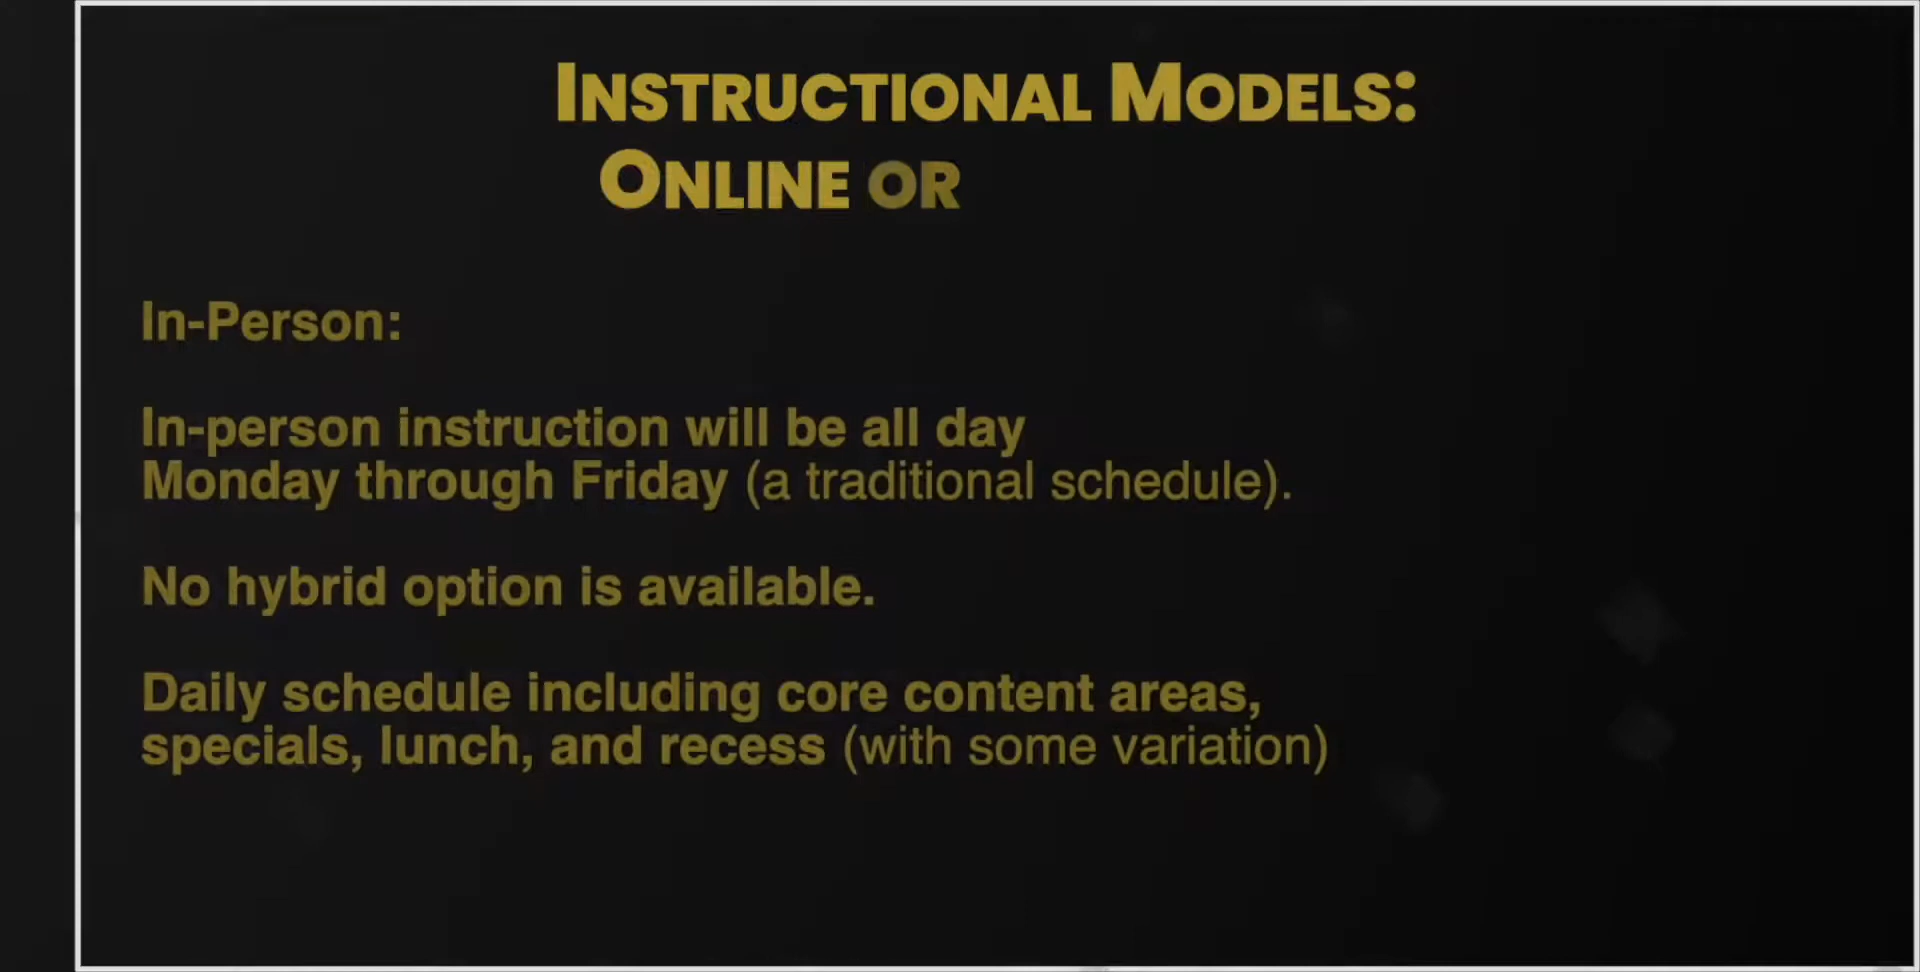 INSTRUCTIONAL MODELS:
ONLINE OR
In-Person:
In-person instruction will be all day
Monday through Friday (a traditional schedule).
No hybrid option is available.
Daily schedule including core content areas,
specials, lunch, and recess (with some variation)